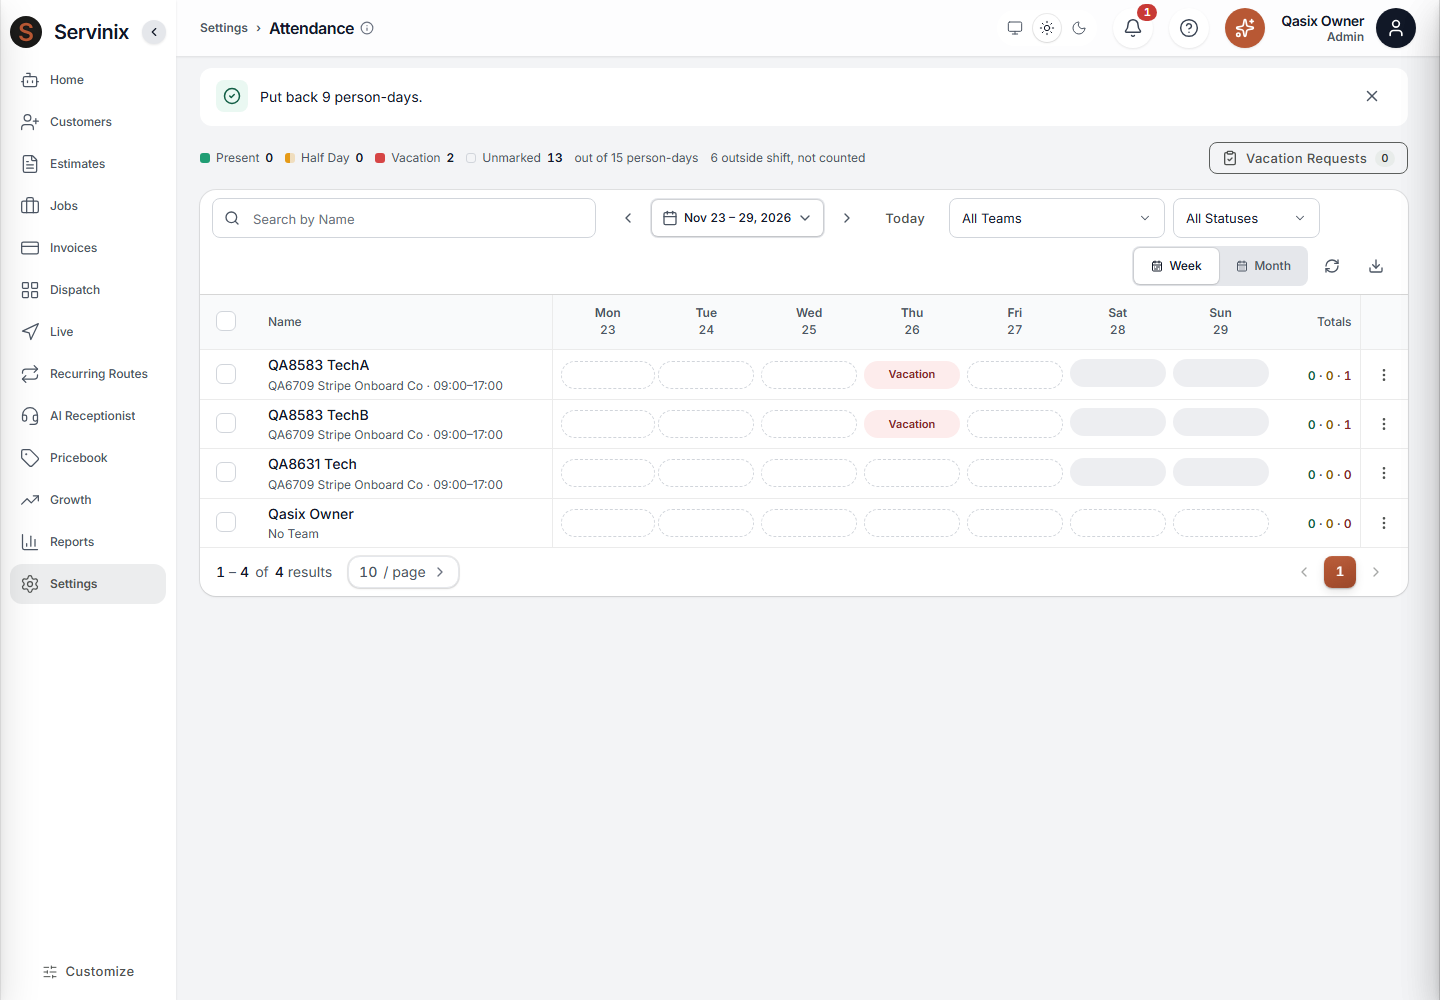 Servinix
Settings › Attendance
1
Qasix Owner
Admin
Home
Customers
Estimates
Jobs
Invoices
Dispatch
Live
Recurring Routes
AI Receptionist
Pricebook
Growth
Reports
Settings
Customize
Put back 9 person-days.
Present 0 Half Day 0 Vacation 2 Unmarked 13 out of 15 person-days 6 outside shift, not counted
Vacation Requests 0
Search by Name
Nov 23 – 29, 2026
Today
All Teams
All Statuses
Week
Month
Name
Mon 23
Tue 24
Wed 25
Thu 26
Fri 27
Sat 28
Sun 29
Totals
QA8583 TechA
QA6709 Stripe Onboard Co · 09:00–17:00
Vacation
0 · 0 · 1
QA8583 TechB
QA6709 Stripe Onboard Co · 09:00–17:00
Vacation
0 · 0 · 1
QA8631 Tech
QA6709 Stripe Onboard Co · 09:00–17:00
0 · 0 · 0
Qasix Owner
No Team
0 · 0 · 0
1 – 4 of 4 results
10 / page
1